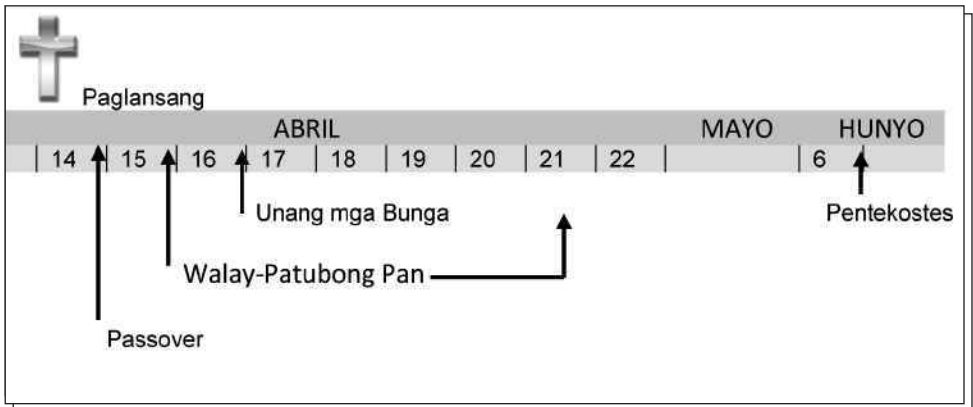 Paglansang
ABRIL MAYO HUNYO
14 15 16 17 18 19 20 21 22 6
Unang mga Bunga
Pentekostes
Walay-Patubong Pan
Passover